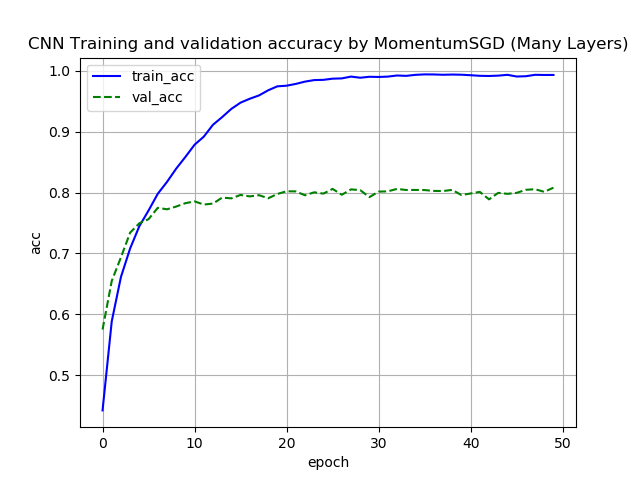 CNN Training and validation accuracy by MomentumSGD (Many Layers)
train_acc
val_acc
1.0
0.9
0.8
0.7
0.6
0.5
acc
0 10 20 30 40 50
epoch